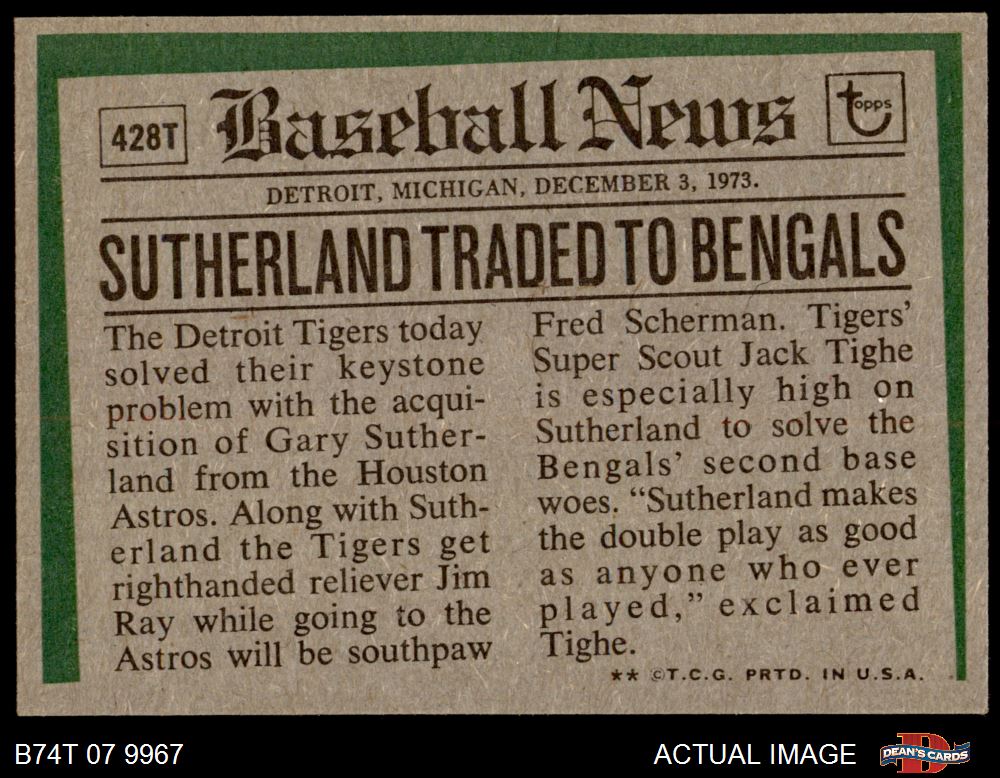 428T
Baseball News
Topps
DETROIT, MICHIGAN, DECEMBER 3, 1973.
SUTHERLAND TRADED TO BENGALS
The Detroit Tigers today
solved their keystone
problem with the acqui-
sition of Gary Suther-
land from the Houston
Astros. Along with Suth-
erland the Tigers get
righthanded reliever Jim
Ray while going to the
Astros will be southpaw
Fred Scherman. Tigers'
Super Scout Jack Tighe
is especially high on
Sutherland to solve the
Bengals' second base
woes. “Sutherland makes
the double play as good
as anyone who ever
played,” exclaimed
Tighe.
** ©T.C.G. PRTD. IN U.S.A.
B74T 07 9967
ACTUAL IMAGE
DEAN'S CARDS